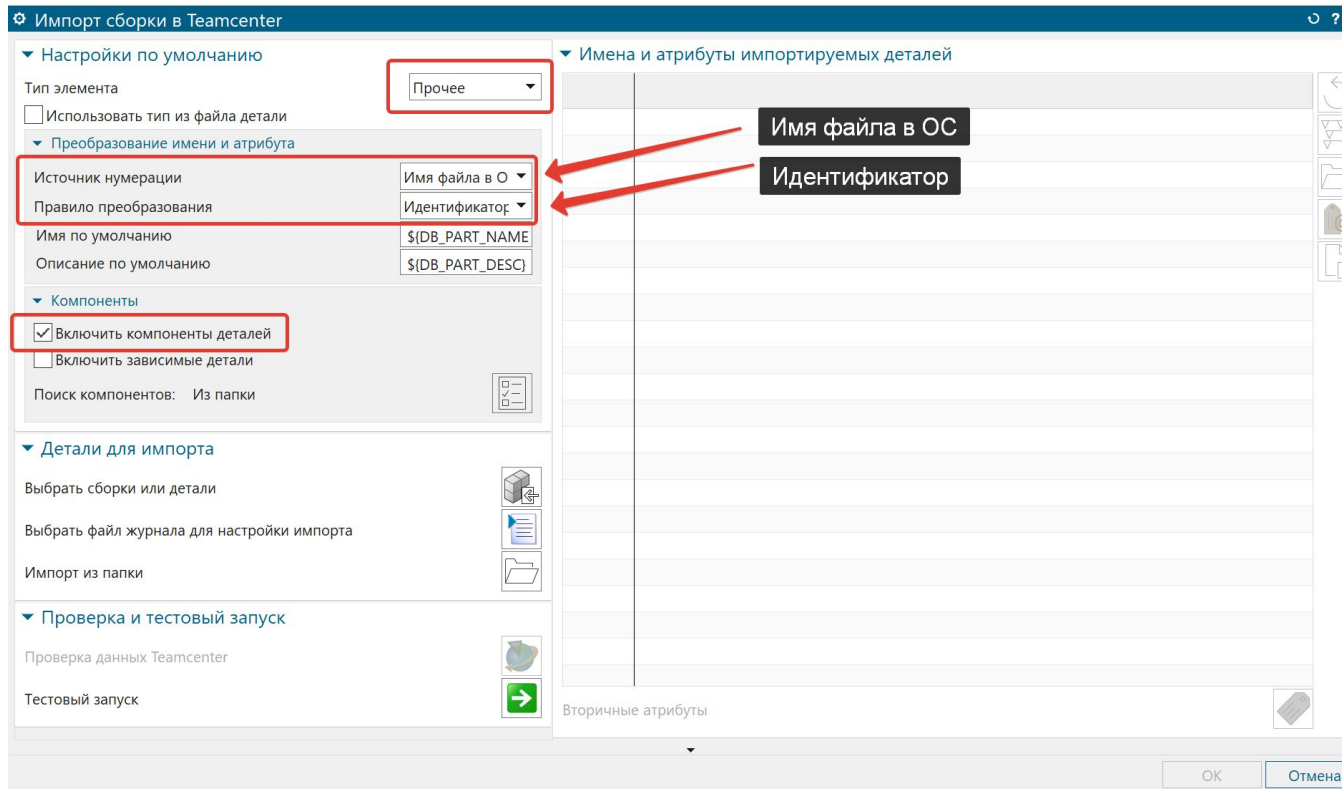 Импорт сборки в Teamcenter
?
Настройки по умолчанию
Тип элемента
Прочее
Использовать тип из файла детали
Преобразование имени и атрибута
Источник нумерации
Имя файла в О
Правило преобразования
Идентификатор
Имя по умолчанию
${DB_PART_NAME
Описание по умолчанию
${DB_PART_DESC}
Компоненты
Включить компоненты деталей
Включить зависимые детали
Поиск компонентов: Из папки
Детали для импорта
Выбрать сборки или детали
Выбрать файл журнала для настройки импорта
Импорт из папки
Проверка и тестовый запуск
Проверка данных Teamcenter
Тестовый запуск
Имена и атрибуты импортируемых деталей
Имя файла в ОС
Идентификатор
Вторичные атрибуты
ОК
Отмена